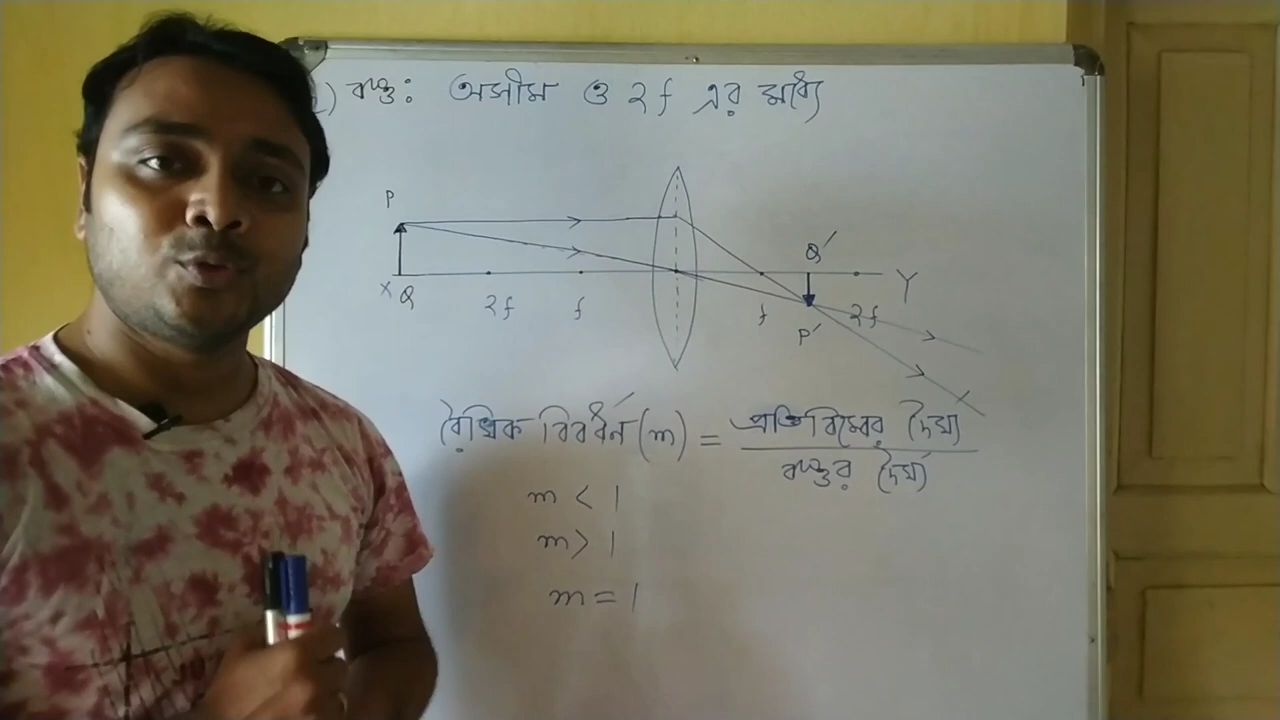 ) বস্তু: অসীম ও 2f এর মধ্যে
P
Q′
X Q 2f f f 2f Y
P′
রৈখিক বিবর্ধন (m) = প্রতিবিম্বের দৈর্ঘ্য
বস্তুর দৈর্ঘ্য
m < 1
m > 1
m = 1